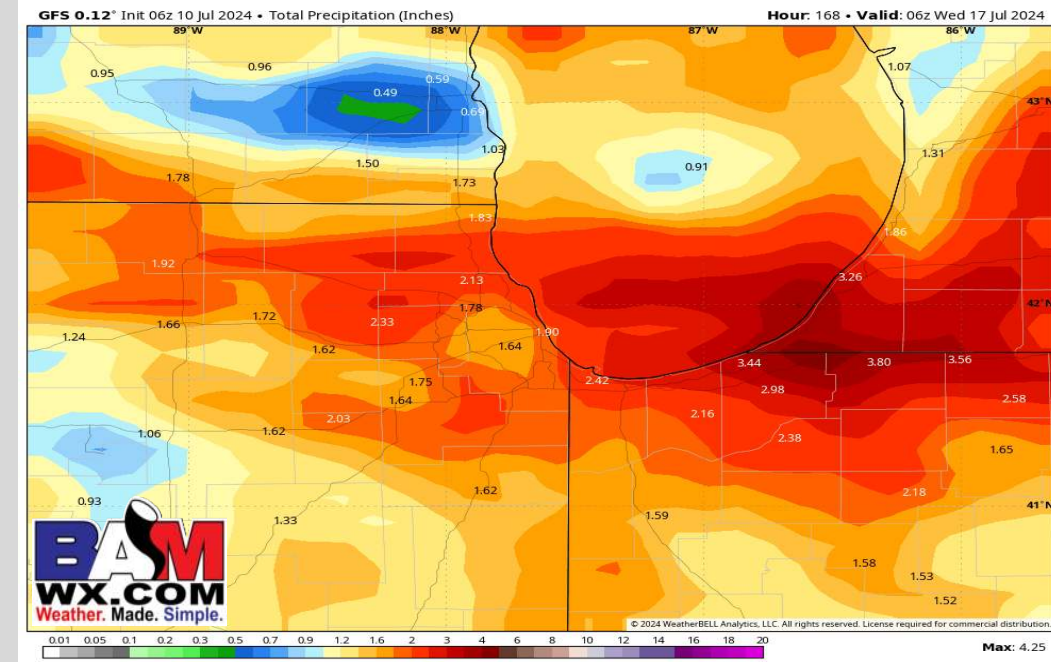 GFS 0.12° Init 06z 10 Jul 2024 • Total Precipitation (Inches)
Hour: 168 • Valid: 06z Wed 17 Jul 2024
89°W 88°W 87°W 86°W
0.95 0.96 0.59 1.07
0.49
0.69 43°N
1.03 1.31
1.50 0.91
1.78 1.73
1.83 1.86
1.92 2.13 3.26
1.78 42°N
1.72 2.33 1.90
1.24 1.66 1.62 1.64
3.44 3.80 3.56
1.75 2.42 2.98
1.64 2.58
2.03 2.16
1.06 1.62 2.38 1.65
0.93 1.62 2.18
1.33 1.59 41°N
1.58 1.53
1.52
BAM
WX.COM
Weather. Made. Simple.
© 2024 WeatherBELL Analytics, LLC. All rights reserved. License required for commercial distribution.
0.01 0.05 0.1 0.2 0.3 0.5 0.7 0.9 1.2 1.6 2 3 4 5 6 8 10 12 14 16 18 20
Max: 4.25